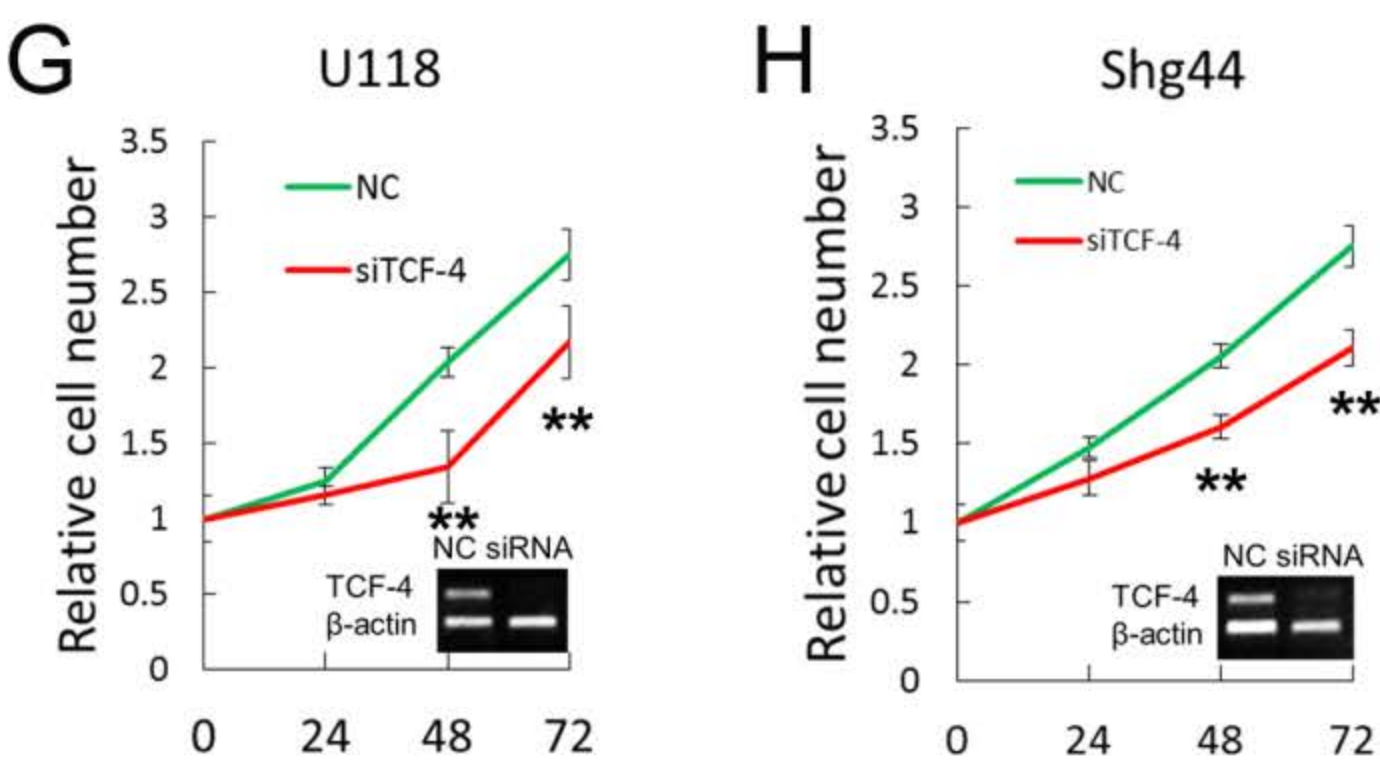 G
U118
Relative cell neumber
3.5
3
2.5
2
1.5
1
0.5
0
NC
siTCF-4
**
**
NC siRNA
TCF-4
β-actin
0 24 48 72
H
Shg44
Relative cell neumber
3.5
3
2.5
2
1.5
1
0.5
0
NC
siTCF-4
**
**
NC siRNA
TCF-4
β-actin
0 24 48 72